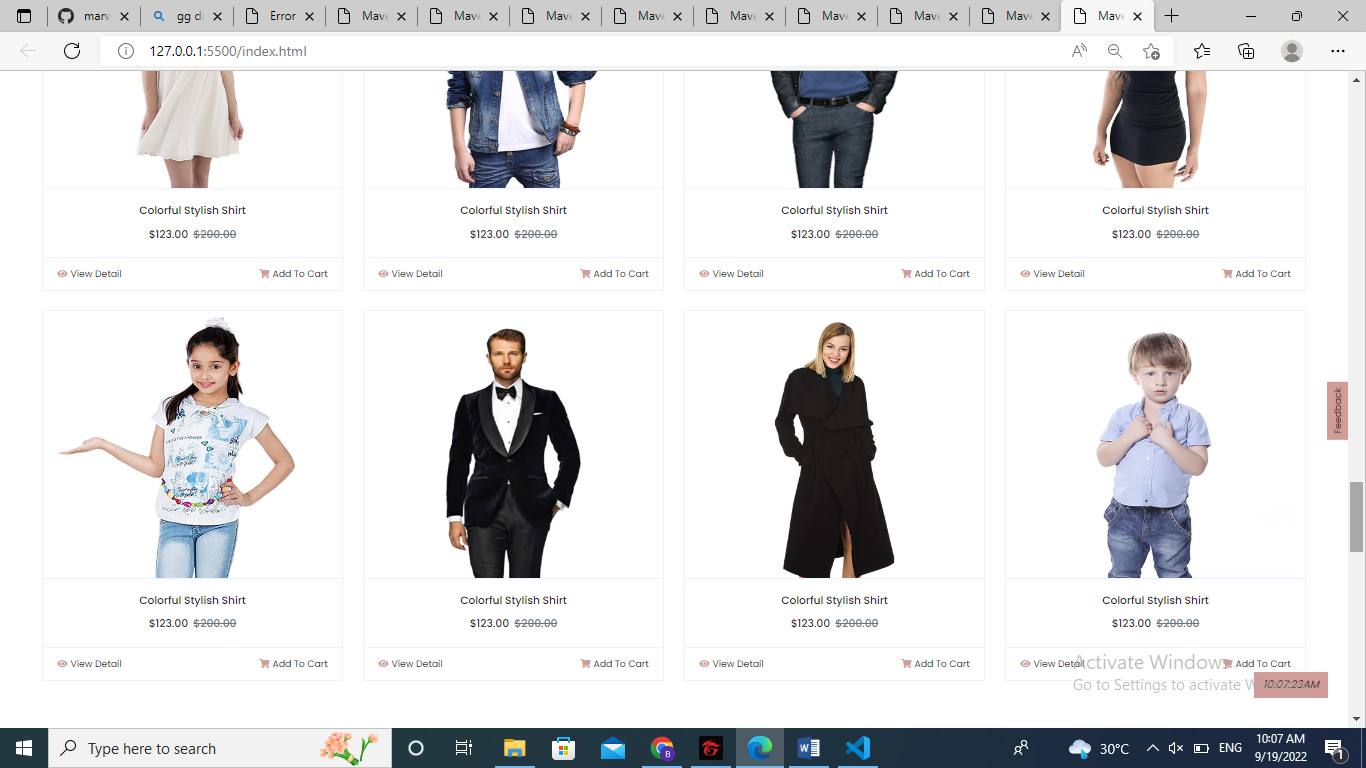 marv
gg di
Error
Mave
Mave
Mave
Mave
Mave
Mave
Mave
Mave
Mave
127.0.0.1:5500/index.html
Colorful Stylish Shirt
$123.00 $200.00
View Detail Add To Cart
Colorful Stylish Shirt
$123.00 $200.00
View Detail Add To Cart
Colorful Stylish Shirt
$123.00 $200.00
View Detail Add To Cart
Colorful Stylish Shirt
$123.00 $200.00
View Detail Add To Cart
Feedback
Colorful Stylish Shirt
$123.00 $200.00
View Detail Add To Cart
Colorful Stylish Shirt
$123.00 $200.00
View Detail Add To Cart
Colorful Stylish Shirt
$123.00 $200.00
View Detail Add To Cart
Colorful Stylish Shirt
$123.00 $200.00
View Detail Add To Cart
Activate Windows
Go to Settings to activate W
10:07:23AM
Type here to search
30°C
ENG
10:07 AM
9/19/2022
1